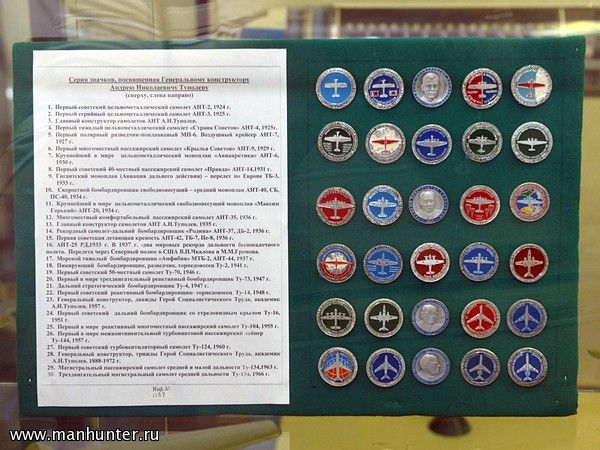 Серия значков, посвященная Генеральному конструктору
Андрею Николаевичу Туполеву
(сверху, слева направо)
1. Первый советский цельнометаллический самолет АНТ-2, 1924 г.
2. Первый серийный цельнометаллический самолет АНТ-3, 1925 г.
3. Главный конструктор самолетов А.Н.Туполев.
4. Первый тяжелый цельнометаллический самолет «Страна Советов» АНТ-4, 1925г.
5. Первый полярный разведчик-поплавковый МП-6. Воздушный крейсер АНТ-7,
1927 г.
6. Первый многоместный пассажирский самолет «Крылья Советов» АНТ-9, 1929 г.
7. Крупнейший в мире цельнометаллический моноплан «Авиаарктика» АНТ-6,
1930 г.
8. Первый советский 40-местный пассажирский самолет «Правда» АНТ-14,1931 г.
9. Гигантский моноплан (Авиация дальнего действия) – перелет по Европе ТБ-3,
1933 г.
10. Скоростной бомбардировщик свободнонесущий – средний моноплан АНТ-40, СБ,
ПС-40, 1934 г.
11. Крупнейший в мире цельнометаллический свободнонесущий моноплан «Максим
Горький» АНТ-20, 1934 г.
12. Многоместный комфортабельный пассажирский самолет АНТ-35, 1936 г.
13. Главный конструктор самолетов АНТ А.Н.Туполев. 1935 г.
14. Рекордный самолет-дальний бомбардировщик «Родина» АНТ-37, ДБ-2, 1936 г.
15. Первая советская летающая крепость АНТ-42, ТБ-7, Пе-8, 1936 г.
16. АНТ-25 РД,1933 г. В 1937 г. -два мировых рекорда дальности беспосадочного
полета. Перелета через Северный полюс в США В.П.Чкалова и М.М.Громова.
17. Морской тяжелый бомбардировщик «Амфибия» МТБ-2, АНТ-44, 1937 г.
18. Пикирующий бомбардировщик, разведчик, торпедоносец Ту-2, 1941 г.
19. Первый советский 50-местный самолет Ту-70, 1946 г.
20. Первый в мире трехдвигательный реактивный бомбардировщик Ту-73, 1947 г.
21. Дальний стратегический бомбардировщик Ту-4, 1947 г.
22. Первый советский реактивный бомбардировщик- торпедоносец Ту-14, 1948 г.
23. Генеральный конструктор, дважды Герой Социалистического Труда, академик
А.Н.Туполев. 1957 г.
24. Первый советский дальний бомбардировщик со стреловидным крылом Ту-16,
1951 г.
25. Первый в мире реактивный многоместный пассажирский самолет Ту-104, 1955 г.
26. Первый в мире межконтинентальный турбовинтовой пассажирский лайнер
Ту-144, 1957 г.
27. Первый советский турбовентиляторный самолет Ту-124, 1960 г.
28. Генеральный конструктор, трижды Герой Социалистического Труда, академик
А.Н.Туполев. 1888-1972 г.
29. Магистральный пассажирский самолет средней и малой дальности Ту-134,1963 г.
30. Трехдвигательный магистральный самолет средней дальности Ту-154, 1966 г.
www.manhunter.ru